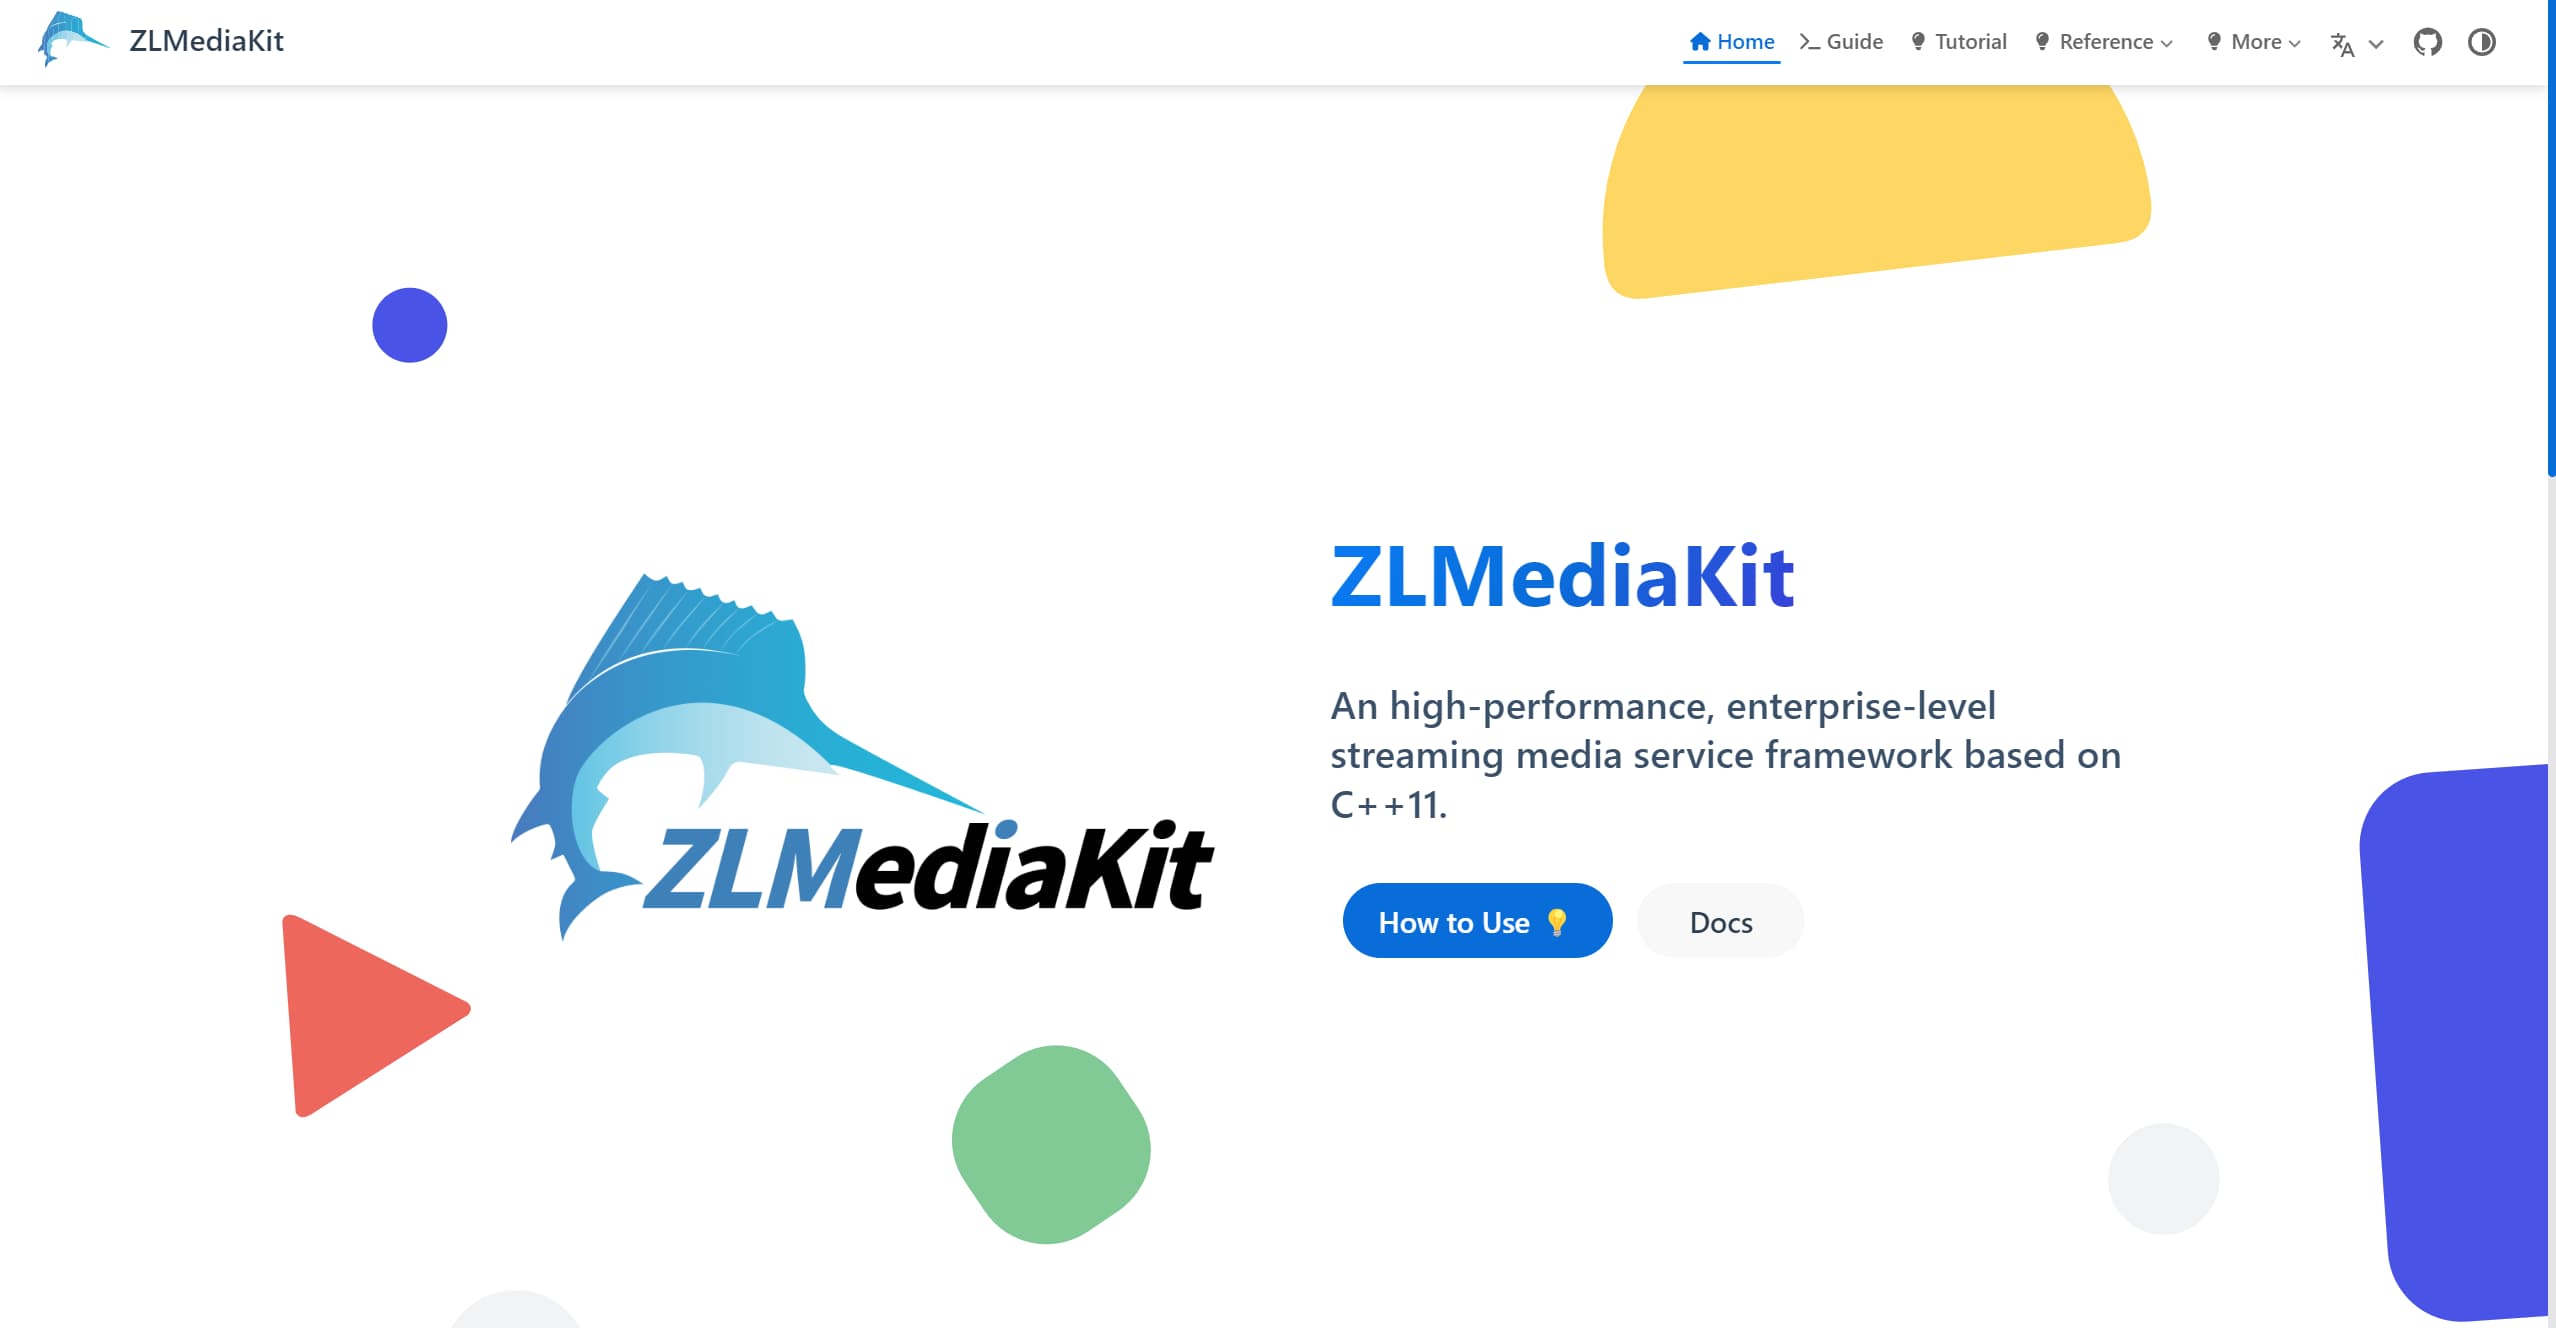 ZLMediaKit
Home Guide Tutorial Reference More
ZLMediaKit
ZLMediaKit
An high-performance, enterprise-level
streaming media service framework based on
C++11.
How to Use 💡 Docs